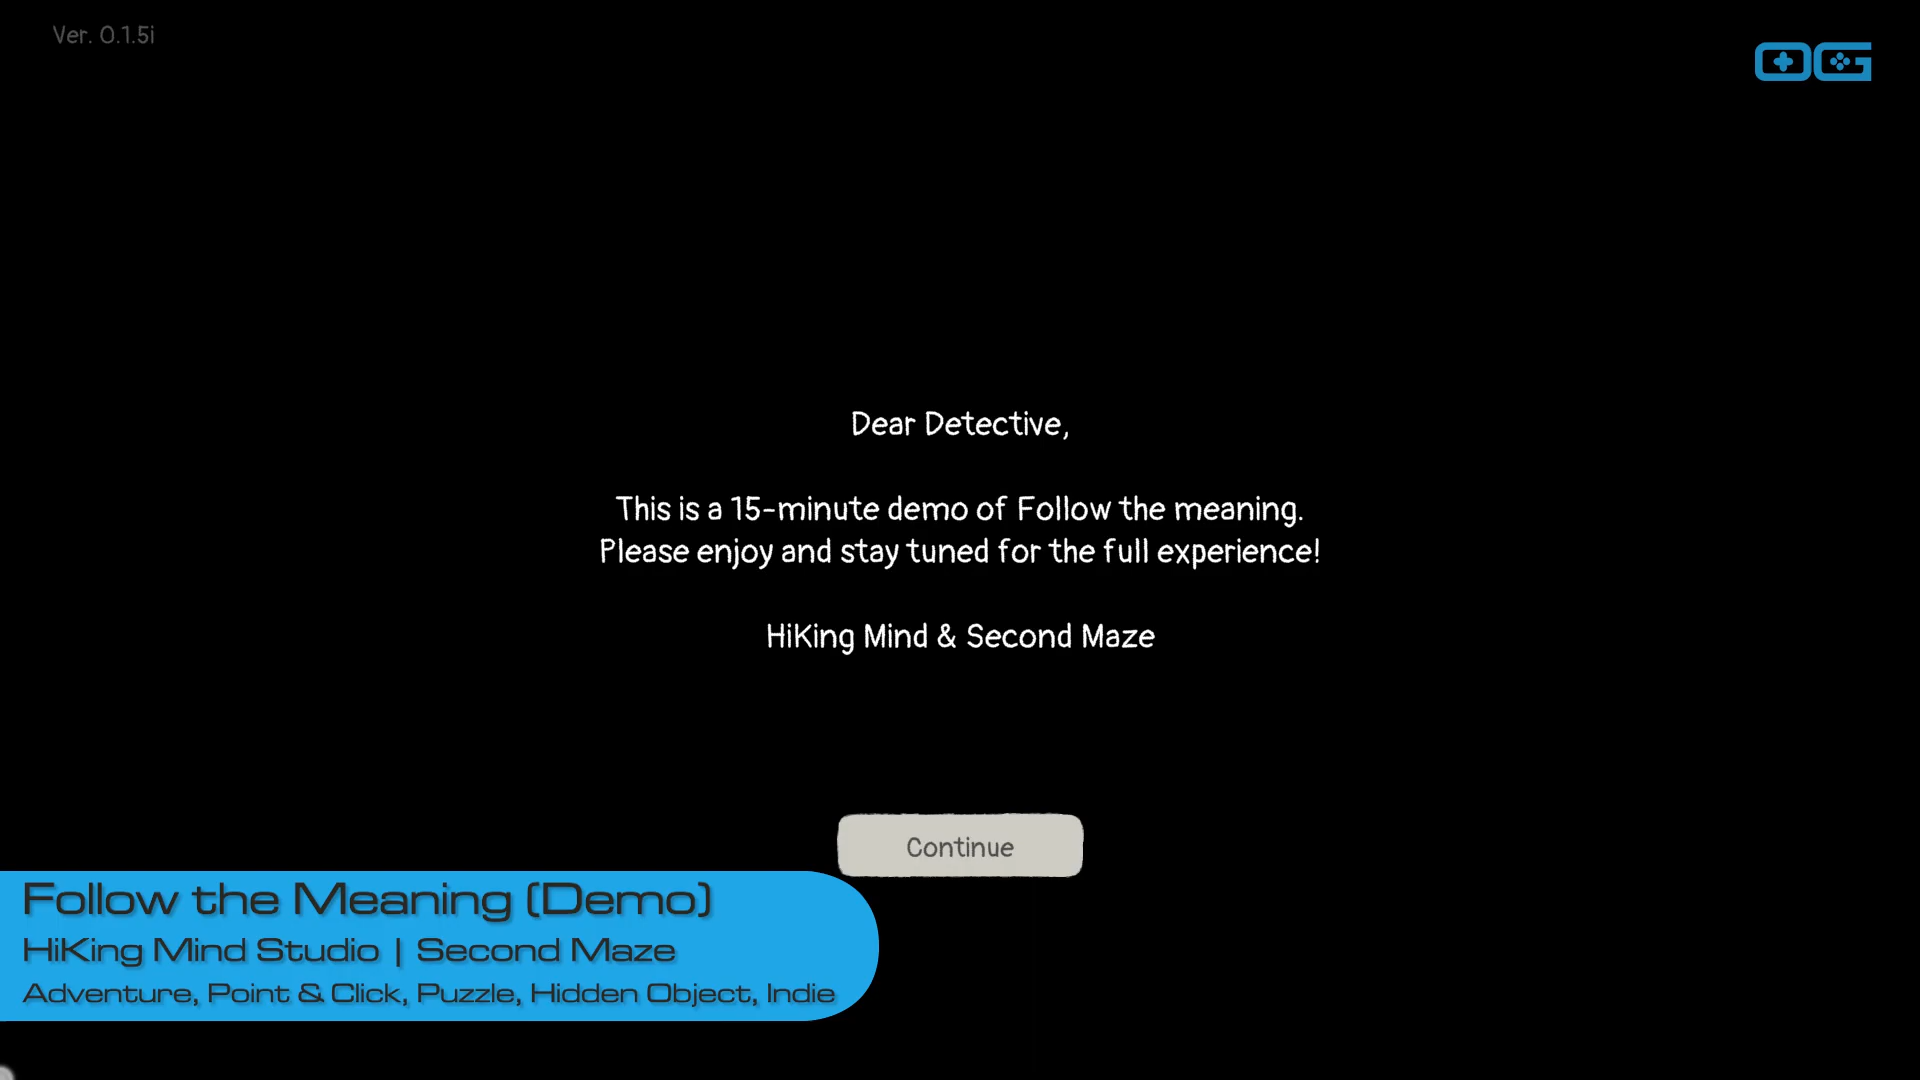 Ver. 0.1.5i
OG
Dear Detective,
This is a 15-minute demo of Follow the meaning.
Please enjoy and stay tuned for the full experience!
HiKing Mind & Second Maze
Continue
Follow the Meaning (Demo)
HiKing Mind Studio | Second Maze
Adventure, Point & Click, Puzzle, Hidden Object, Indie